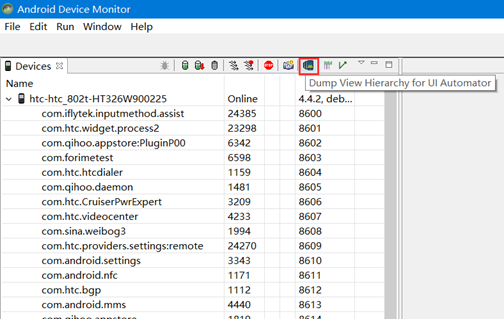 Android Device Monitor
File Edit Run Window Help
Devices
Dump View Hierarchy for UI Automator
Name
htc-htc_802t-HT326W900225 Online 4.4.2, deb...
com.iflytek.inputmethod.assist 24385 8600
com.htc.widget.process2 23298 8601
com.qihoo.appstore:PluginP00 6342 8602
com.forimetest 6598 8603
com.htc.htcdialer 1159 8604
com.qihoo.daemon 1481 8605
com.htc.CruiserPwrExpert 3209 8606
com.htc.videocenter 4233 8607
com.sina.weibog3 1994 8608
com.htc.providers.settings:remote 24270 8609
com.android.settings 3343 8610
com.android.nfc 1171 8611
com.htc.bgp 1112 8612
com.android.mms 4440 8613
com.qihoo.appstore 1810 8614